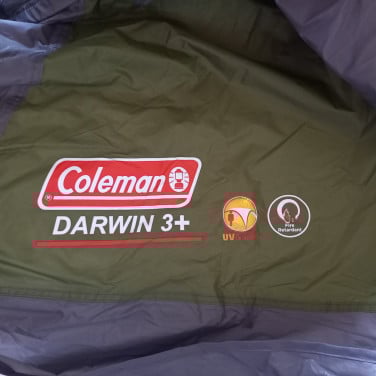 Coleman
DARWIN 3+
UV
Fire
Retardant